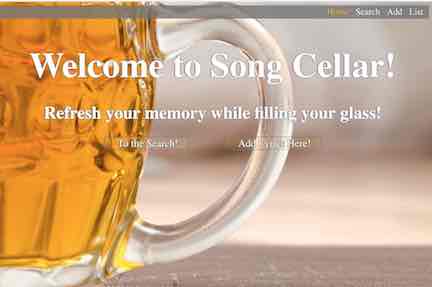 Home Search Add List
Welcome to Song Cellar!
Refresh your memory while filling your glass!
To the Search! Add Lyrics Here!